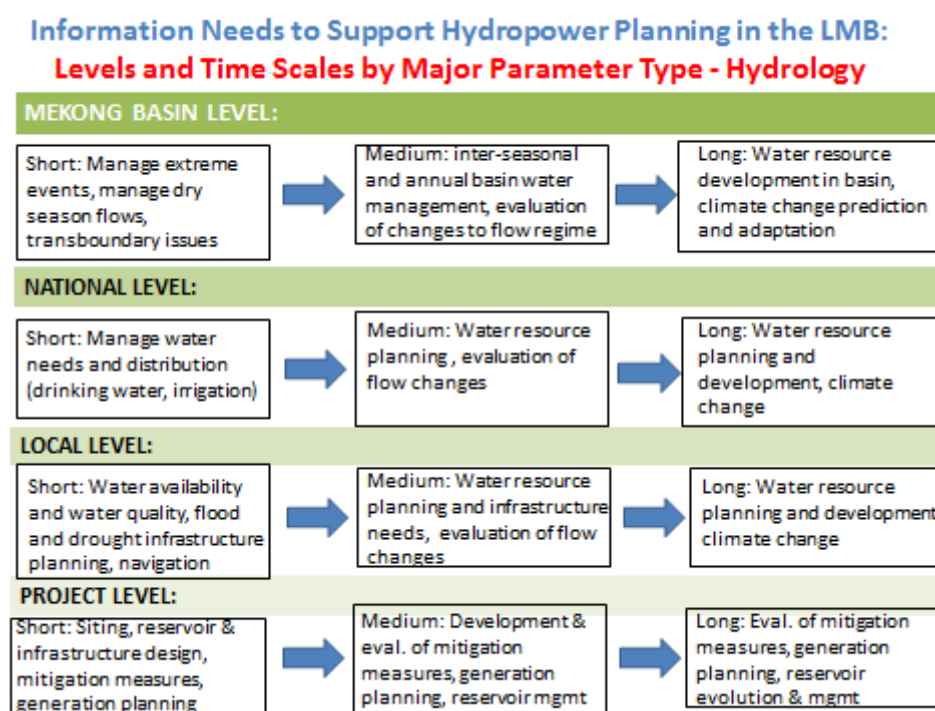 Information Needs to Support Hydropower Planning in the LMB:
Levels and Time Scales by Major Parameter Type - Hydrology
MEKONG BASIN LEVEL:
Short: Manage extreme
events, manage dry
season flows,
transboundary issues
Medium: inter-seasonal
and annual basin water
management, evaluation
of changes to flow regime
Long: Water resource
development in basin,
climate change prediction
and adaptation
NATIONAL LEVEL:
Short: Manage water
needs and distribution
(drinking water, irrigation)
Medium: Water resource
planning , evaluation of
flow changes
Long: Water resource
planning and
development, climate
change
LOCAL LEVEL:
Short: Water availability
and water quality, flood
and drought infrastructure
planning, navigation
Medium: Water resource
planning and infrastructure
needs, evaluation of flow
changes
Long: Water resource
planning and development
climate change
PROJECT LEVEL:
Short: Siting, reservoir &
infrastructure design,
mitigation measures,
generation planning
Medium: Development &
eval. of mitigation
measures, generation
planning, reservoir mgmt
Long: Eval. of mitigation
measures, generation
planning, reservoir
evolution & mgmt